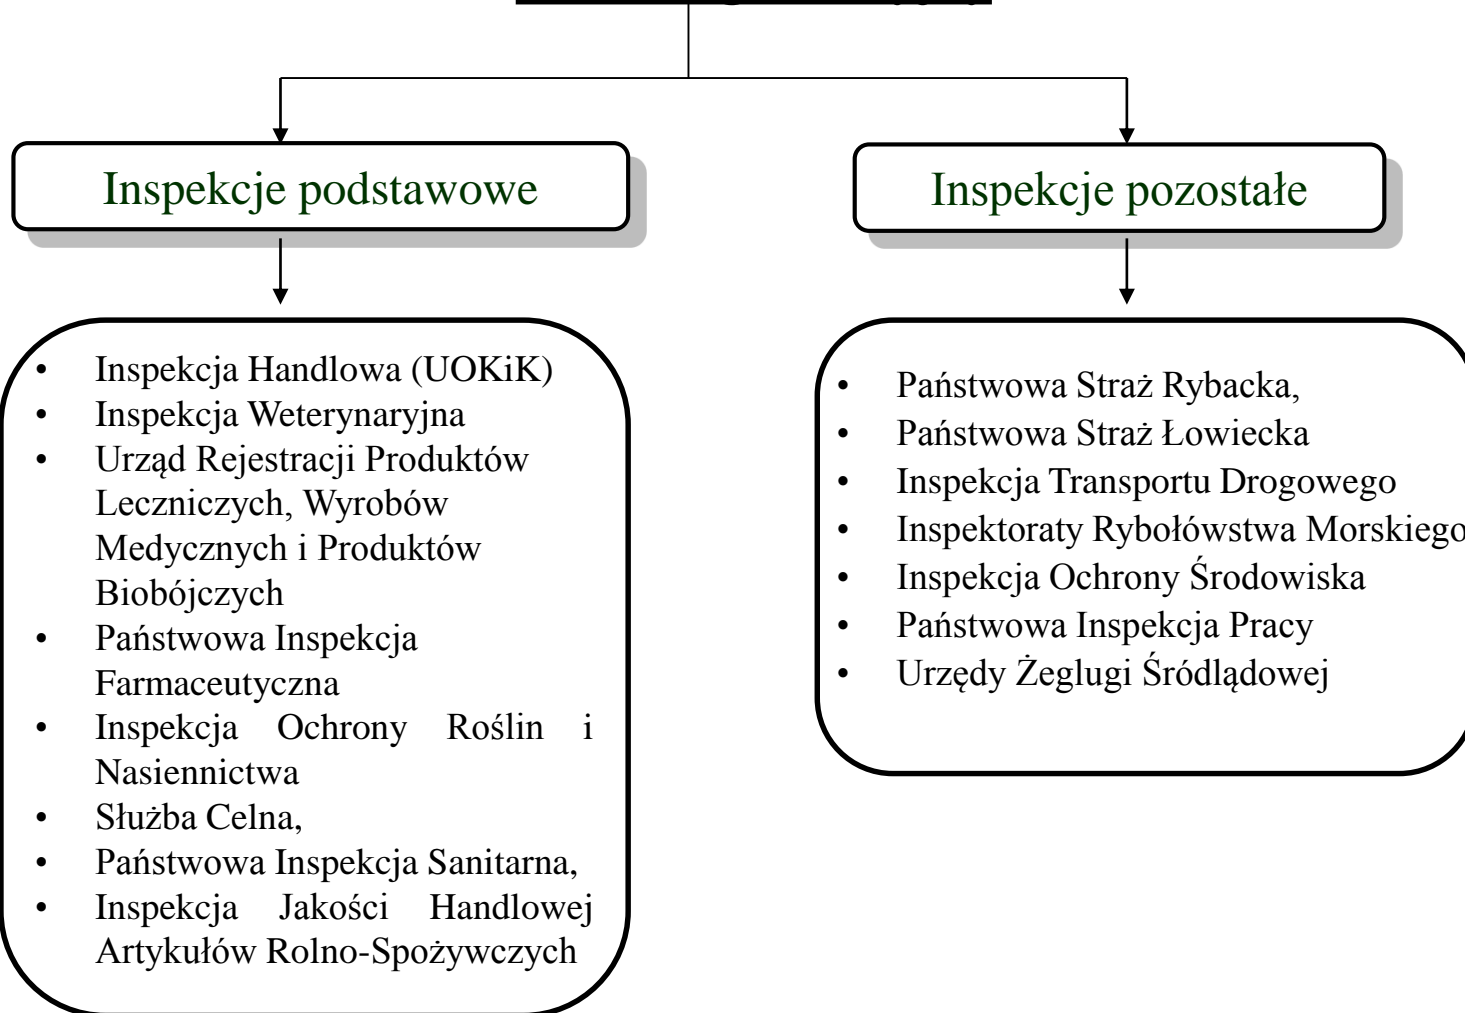 Inspekcje podstawowe
Inspekcje pozostałe
• Inspekcja Handlowa (UOKiK)
• Inspekcja Weterynaryjna
• Urząd Rejestracji Produktów
Leczniczych, Wyrobów
Medycznych i Produktów
Biobójczych
• Państwowa Inspekcja
Farmaceutyczna
• Inspekcja Ochrony Roślin i
Nasiennictwa
• Służba Celna,
• Państwowa Inspekcja Sanitarna,
• Inspekcja Jakości Handlowej
Artykułów Rolno-Spożywczych
• Państwowa Straż Rybacka,
• Państwowa Straż Łowiecka
• Inspekcja Transportu Drogowego
• Inspektoraty Rybołówstwa Morskiego
• Inspekcja Ochrony Środowiska
• Państwowa Inspekcja Pracy
• Urzędy Żeglugi Śródlądowej